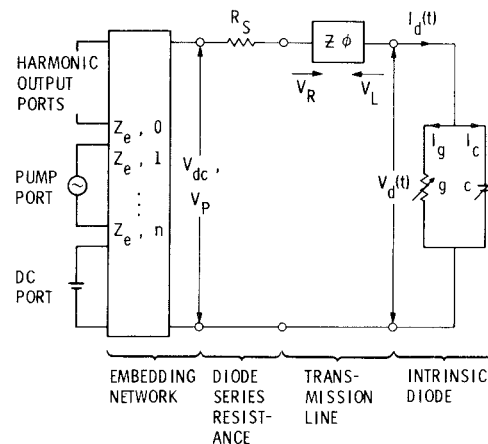 HARMONIC
OUTPUT
PORTS
PUMP
PORT
DC
PORT
Z_e , 0
Z_e , 1
⋮
Z_e , n
V_dc ,
V_P
R_S
Z φ
V_R
V_L
I_d(t)
V_d(t)
I_g
I_c
g
c
EMBEDDING
NETWORK
DIODE
SERIES
RESIST-
ANCE
TRANS-
MISSION
LINE
INTRINSIC
DIODE